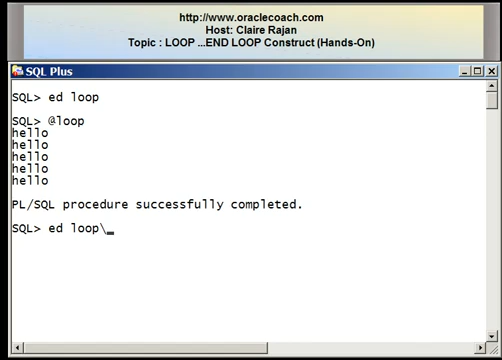 http://www.oraclecoach.com
Host: Claire Rajan
Topic : LOOP ...END LOOP Construct (Hands-On)
SQL Plus
SQL> ed loop
SQL> @loop
hello
hello
hello
hello
hello
PL/SQL procedure successfully completed.
SQL> ed loop\_